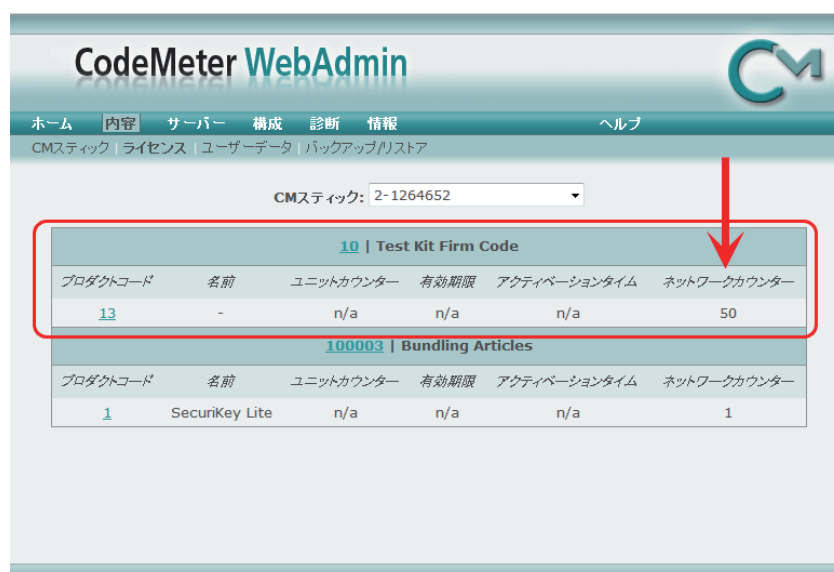 CodeMeter WebAdmin
CM
ホーム 内容 サーバー 構成 診断 情報 ヘルプ
CMスティック | ライセンス | ユーザーデータ | バックアップ/リストア
CMスティック: 2-1264652
10 | Test Kit Firm Code
プロダクトコード 名前 ユニットカウンター 有効期限 アクティベーションタイム ネットワークカウンター
13 - n/a n/a n/a 50
100003 | Bundling Articles
プロダクトコード 名前 ユニットカウンター 有効期限 アクティベーションタイム ネットワークカウンター
1 SecuriKey Lite n/a n/a n/a 1